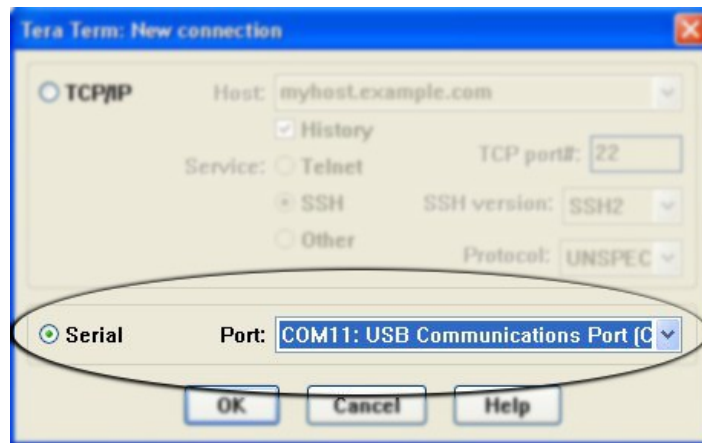 Tera Term: New connection
TCP/IP Host: myhost.example.com
History
Service: Telnet TCP port#: 22
SSH SSH version: SSH2
Other Protocol: UNSPEC
Serial Port: COM11: USB Communications Port (C
OK Cancel Help